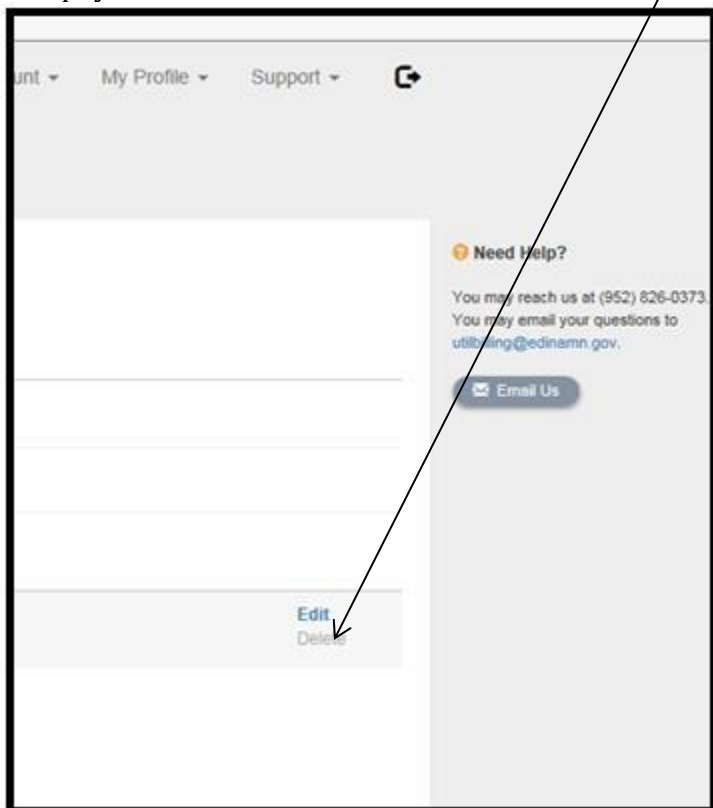 unt My Profile Support
Need Help?
You may reach us at (952) 826-0373.
You may email your questions to
utilbilling@edinamn.gov.
Email Us
Edit
Delete